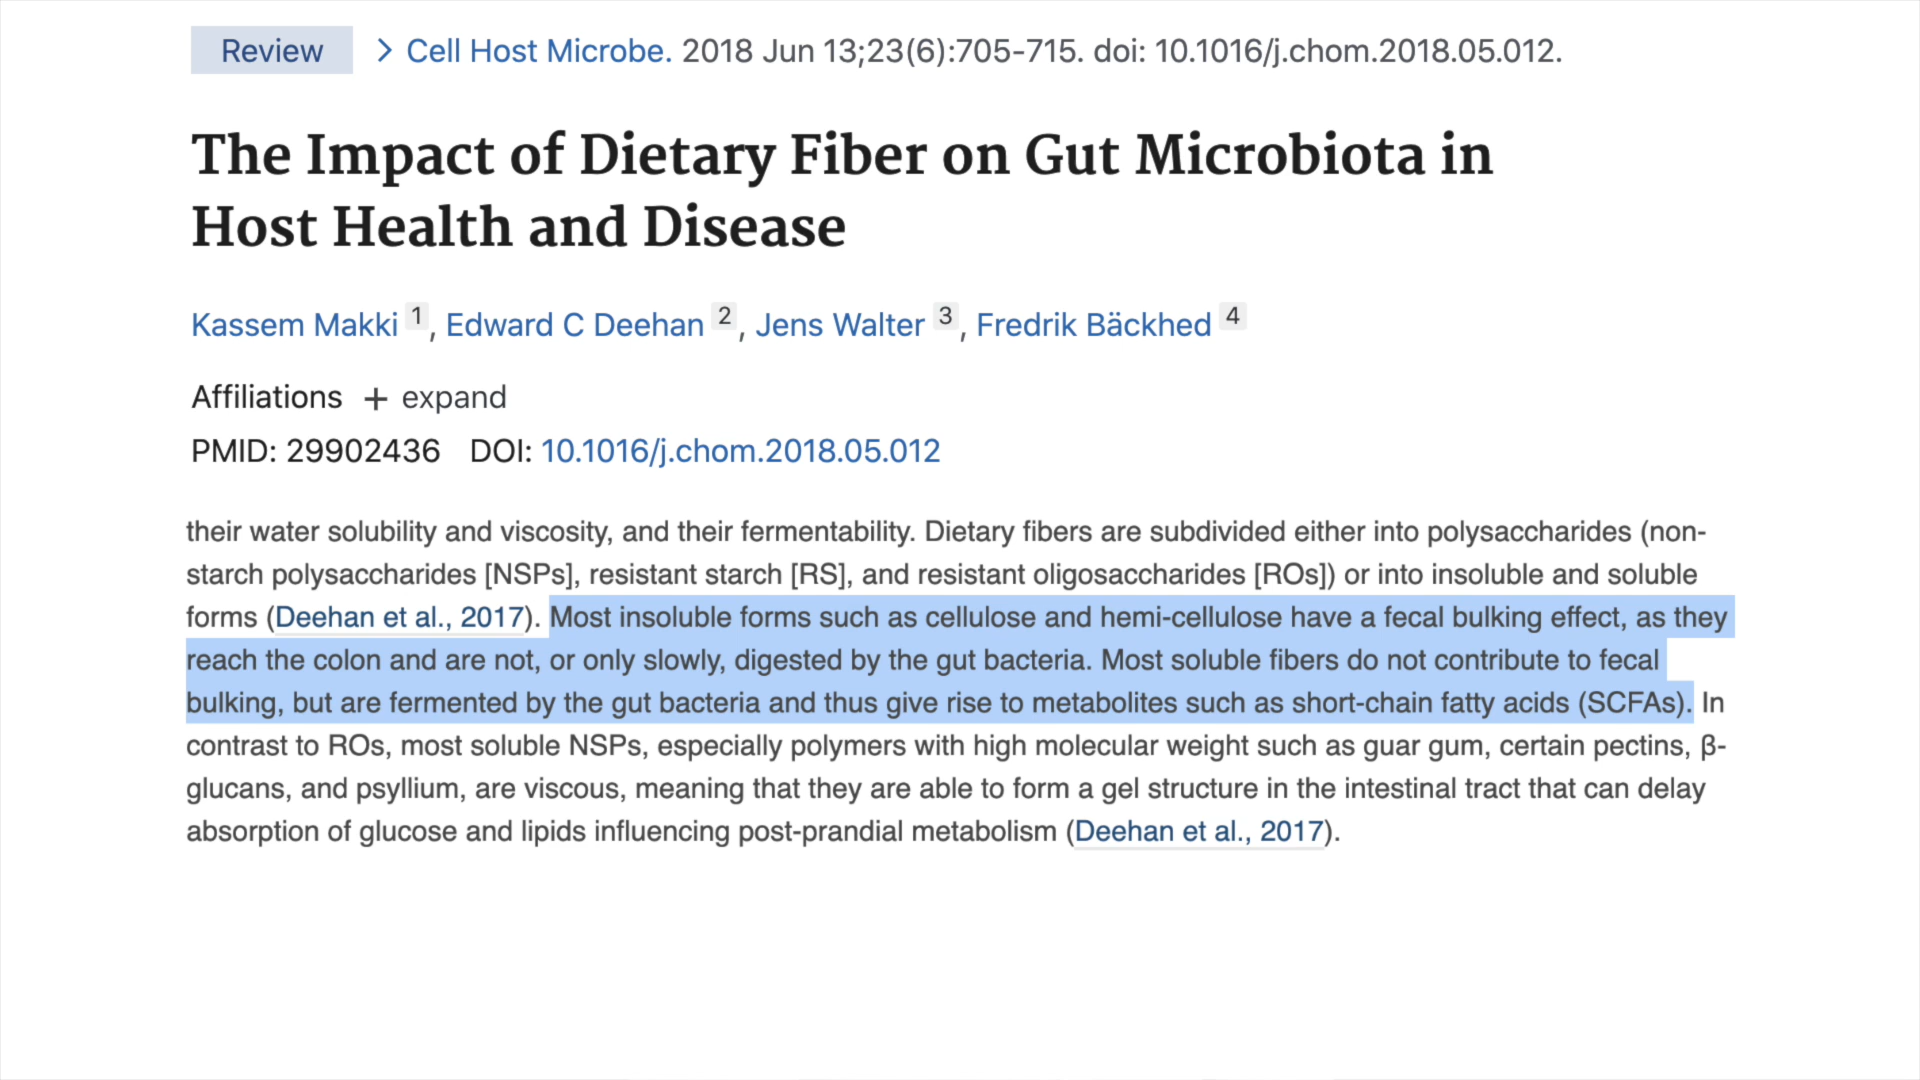 Review > Cell Host Microbe. 2018 Jun 13;23(6):705-715. doi: 10.1016/j.chom.2018.05.012.
The Impact of Dietary Fiber on Gut Microbiota in
Host Health and Disease
Kassem Makki 1, Edward C Deehan 2, Jens Walter 3, Fredrik Bäckhed 4
Affiliations + expand
PMID: 29902436 DOI: 10.1016/j.chom.2018.05.012
their water solubility and viscosity, and their fermentability. Dietary fibers are subdivided either into polysaccharides (non-
starch polysaccharides [NSPs], resistant starch [RS], and resistant oligosaccharides [ROs]) or into insoluble and soluble
forms (Deehan et al., 2017). Most insoluble forms such as cellulose and hemi-cellulose have a fecal bulking effect, as they
reach the colon and are not, or only slowly, digested by the gut bacteria. Most soluble fibers do not contribute to fecal
bulking, but are fermented by the gut bacteria and thus give rise to metabolites such as short-chain fatty acids (SCFAs). In
contrast to ROs, most soluble NSPs, especially polymers with high molecular weight such as guar gum, certain pectins, β-
glucans, and psyllium, are viscous, meaning that they are able to form a gel structure in the intestinal tract that can delay
absorption of glucose and lipids influencing post-prandial metabolism (Deehan et al., 2017).